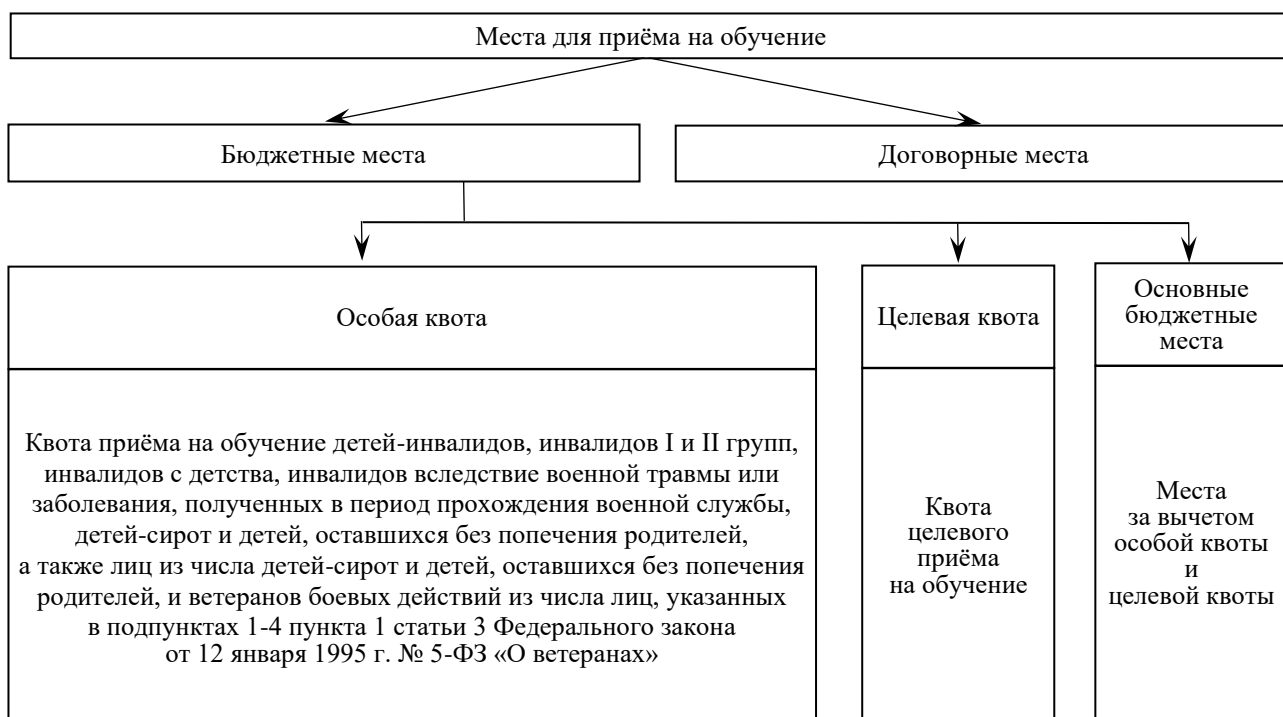 Места для приёма на обучение
Бюджетные места
Договорные места
Особая квота
Целевая квота
Основные
бюджетные
места
Квота приёма на обучение детей-инвалидов, инвалидов I и II групп,
инвалидов с детства, инвалидов вследствие военной травмы или
заболевания, полученных в период прохождения военной службы,
детей-сирот и детей, оставшихся без попечения родителей,
а также лиц из числа детей-сирот и детей, оставшихся без попечения
родителей, и ветеранов боевых действий из числа лиц, указанных
в подпунктах 1-4 пункта 1 статьи 3 Федерального закона
от 12 января 1995 г. № 5-ФЗ «О ветеранах»
Квота
целевого
приёма
на обучение
Места
за вычетом
особой квоты
и
целевой квоты